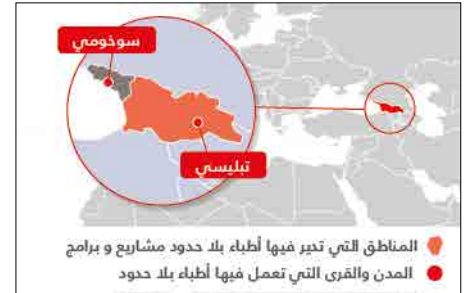 سوخومي
تبليسي
المناطق التي تدير فيها أطباء بلا حدود مشاريع و برامج
المدن والقرى التي تعمل فيها أطباء بلا حدود